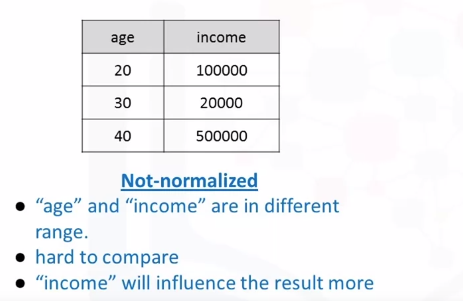 age income
20 100000
30 20000
40 500000
Not-normalized
● “age” and “income” are in different
range.
● hard to compare
● “income” will influence the result more